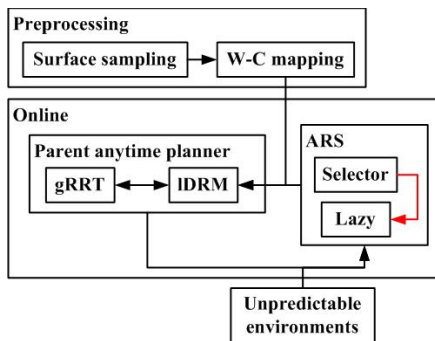 Preprocessing
Surface sampling
W-C mapping
Online
ARS
Parent anytime planner
Selector
gRRT
lDRM
Lazy
Unpredictable
environments